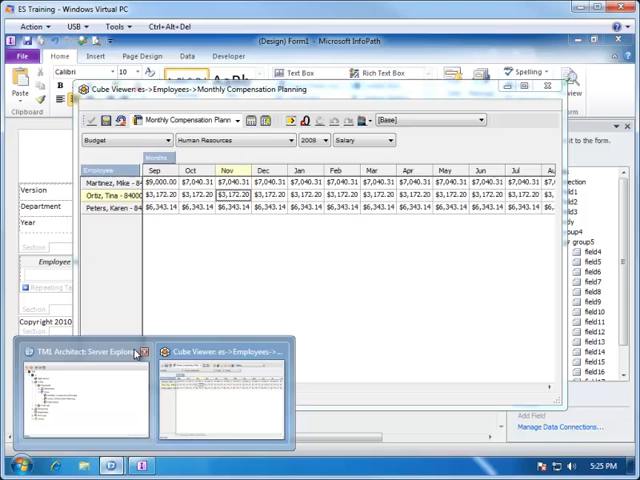 ES Training - Windows Virtual PC
Action USB Tools Ctrl+Alt+Del
(Design) Form1 - Microsoft InfoPath
File Home Insert Page Design Data Developer
Calibri 10 Text Box Rich Text Box Spelling
Paste
Clipboard
Cube Viewer: es->Employees->Monthly Compensation Planning
Monthly Compensation Plann [Base]
Budget Human Resources 2008 Salary
Months
Employee Sep Oct Nov Dec Jan Feb Mar Apr May Jun Jul Au
Martinez, Mike - 84 $9,000.00 $7,040.31 $7,040.31 $7,040.31 $7,040.31 $7,040.31 $7,040.31 $7,040.31 $7,040.31 $7,040.31 $7,040.31
Ortiz, Tina - 8400 $3,172.20 $3,172.20 $3,172.20 $3,172.20 $3,172.20 $3,172.20 $3,172.20 $3,172.20 $3,172.20 $3,172.20 $3,172.20
Peters, Karen - 84 $6,343.14 $6,343.14 $6,343.14 $6,343.14 $6,343.14 $6,343.14 $6,343.14 $6,343.14 $6,343.14 $6,343.14 $6,343.14
it to the form.
Version
Department
Year
Section
Employee
Repeating Ta
Section
Copyright 2010
group4
group5
field4
field5
field6
field7
field8
field9
field10
field11
field12
field13
field14
field15
Add Field
Manage Data Connections...
TM1 Architect: Server Explor
Cube Viewer: es->Employees->...
5:25 PM